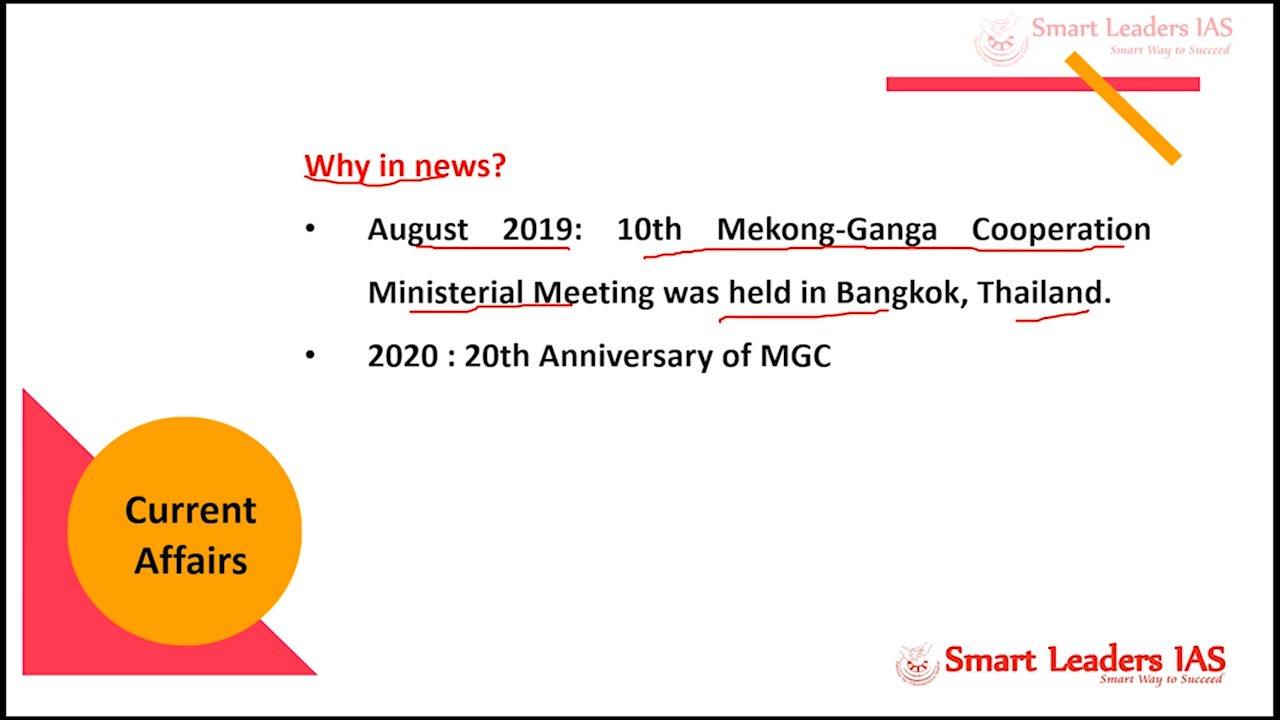 Smart Leaders IAS
Smart Way to Succeed
Why in news?
• August 2019: 10th Mekong-Ganga Cooperation
Ministerial Meeting was held in Bangkok, Thailand.
• 2020 : 20th Anniversary of MGC
Current
Affairs
Smart Leaders IAS
Smart Way to Succeed